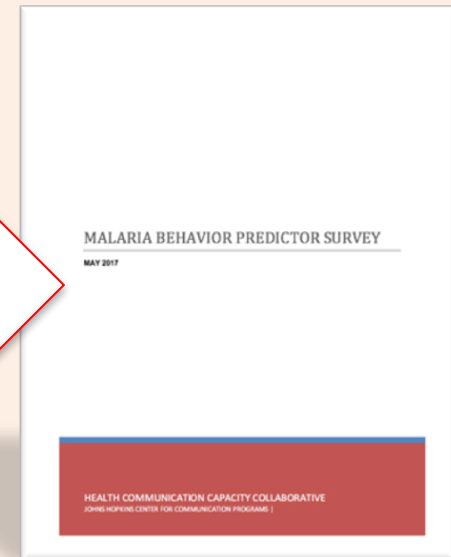 MALARIA BEHAVIOR PREDICTOR SURVEY
MAY 2017
HEALTH COMMUNICATION CAPACITY COLLABORATIVE
JOHNS HOPKINS CENTER FOR COMMUNICATION PROGRAMS |